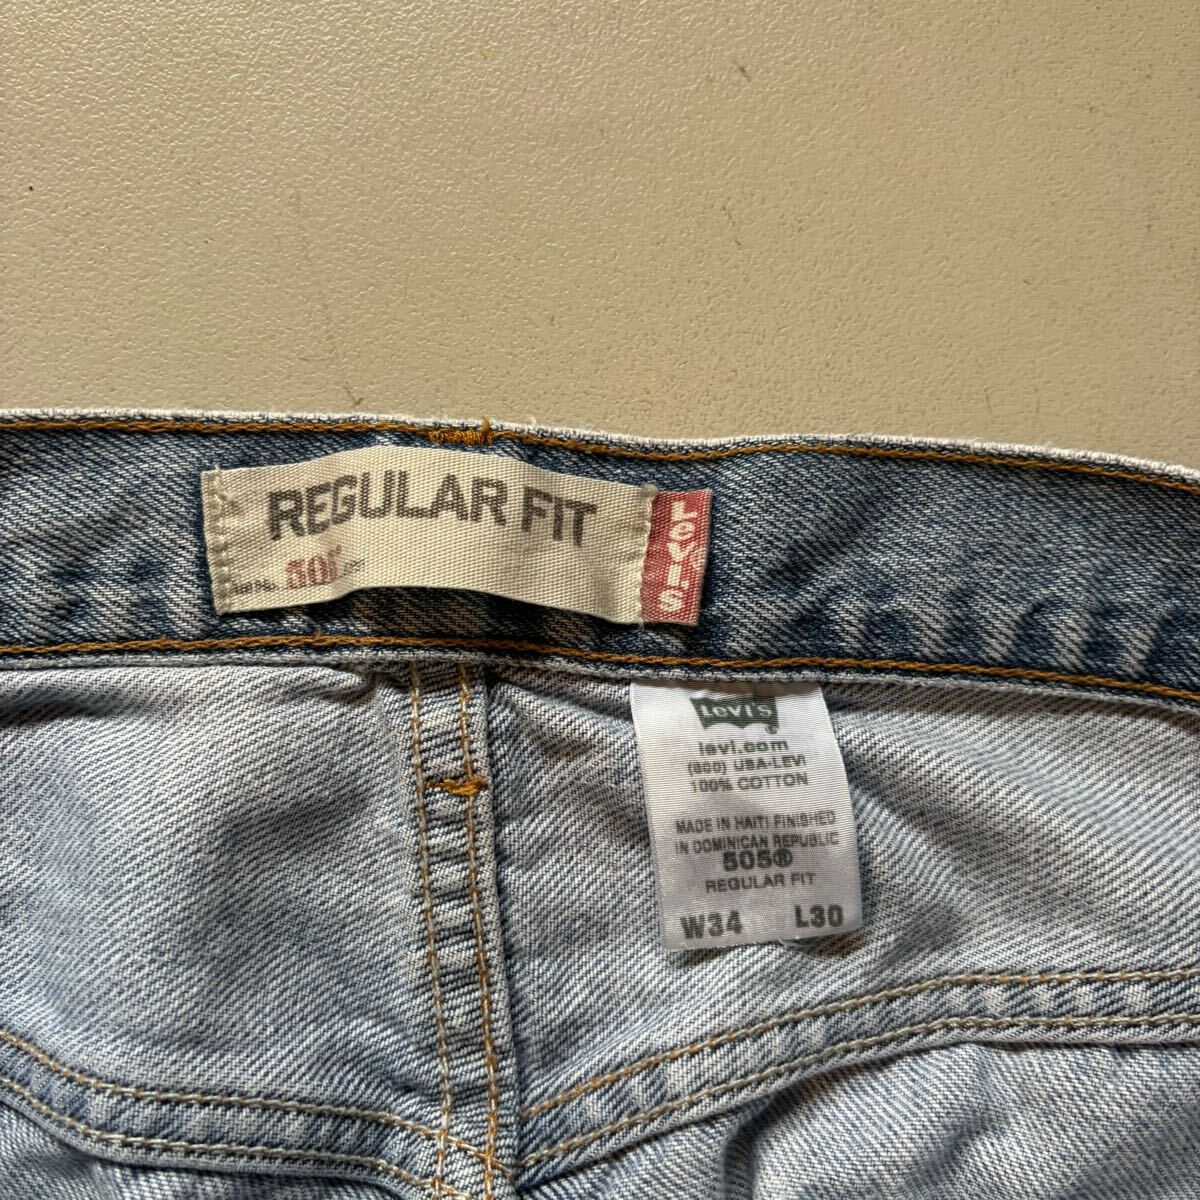 REGULAR FIT
505
Levi's
Levi's
®
levi.com
(800) USA-LEVI
100% COTTON
MADE IN HAITI FINISHED
IN DOMINICAN REPUBLIC
505®
REGULAR FIT
W34 L30